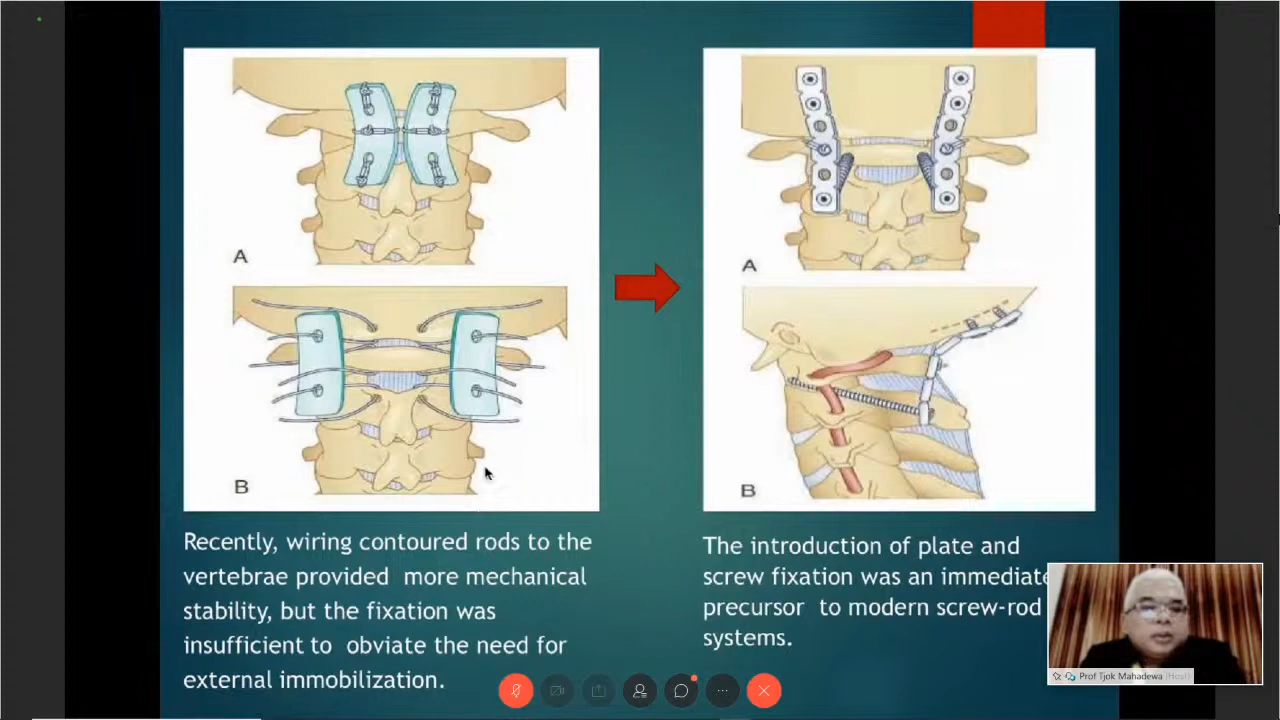 A
B
Recently, wiring contoured rods to the
vertebrae provided more mechanical
stability, but the fixation was
insufficient to obviate the need for
external immobilization.
A
B
The introduction of plate and
screw fixation was an immediate
precursor to modern screw-rod
systems.
Prof Tjok Mahadewa (Host)